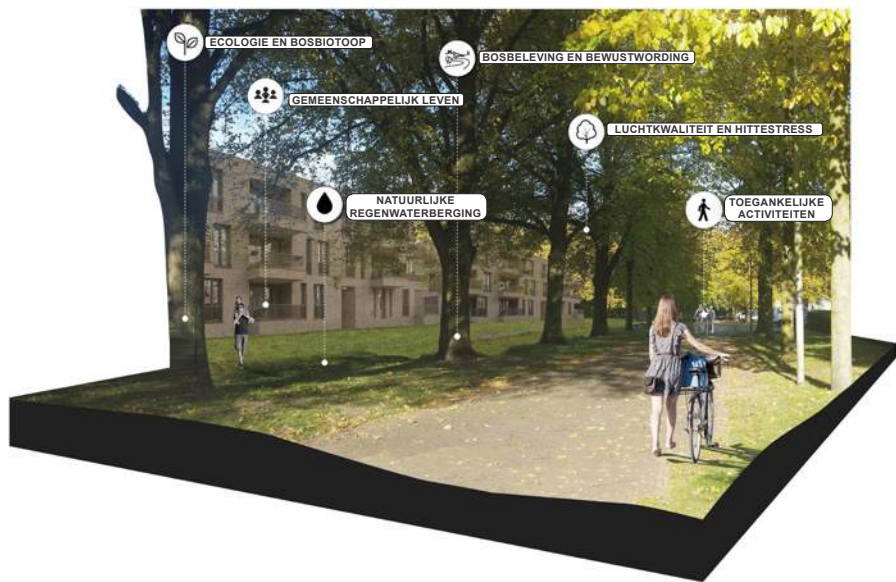 ECOLOGIE EN BOSBIOTOOP
BOSBELEVING EN BEWUSTWORDING
GEMEENSCHAPPELIJK LEVEN
LUCHTKWALITEIT EN HITTESTRESS
NATUURLIJKE
REGENWATERBERGING
TOEGANKELIJKE
ACTIVITEITEN